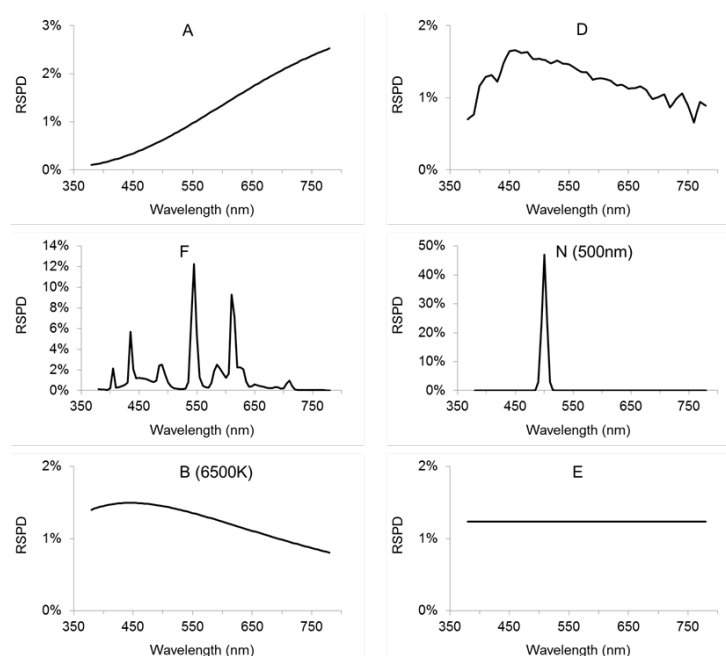 A
RSPD
3%
2%
1%
0%
350 450 550 650 750
Wavelength (nm)
D
RSPD
2%
1%
0%
350 450 550 650 750
Wavelength (nm)
F
RSPD
14%
12%
10%
8%
6%
4%
2%
0%
350 450 550 650 750
Wavelength (nm)
N (500nm)
RSPD
50%
40%
30%
20%
10%
0%
350 450 550 650 750
Wavelength (nm)
B (6500K)
RSPD
2%
1%
0%
350 450 550 650 750
Wavelength (nm)
E
RSPD
2%
1%
0%
350 450 550 650 750
Wavelength (nm)